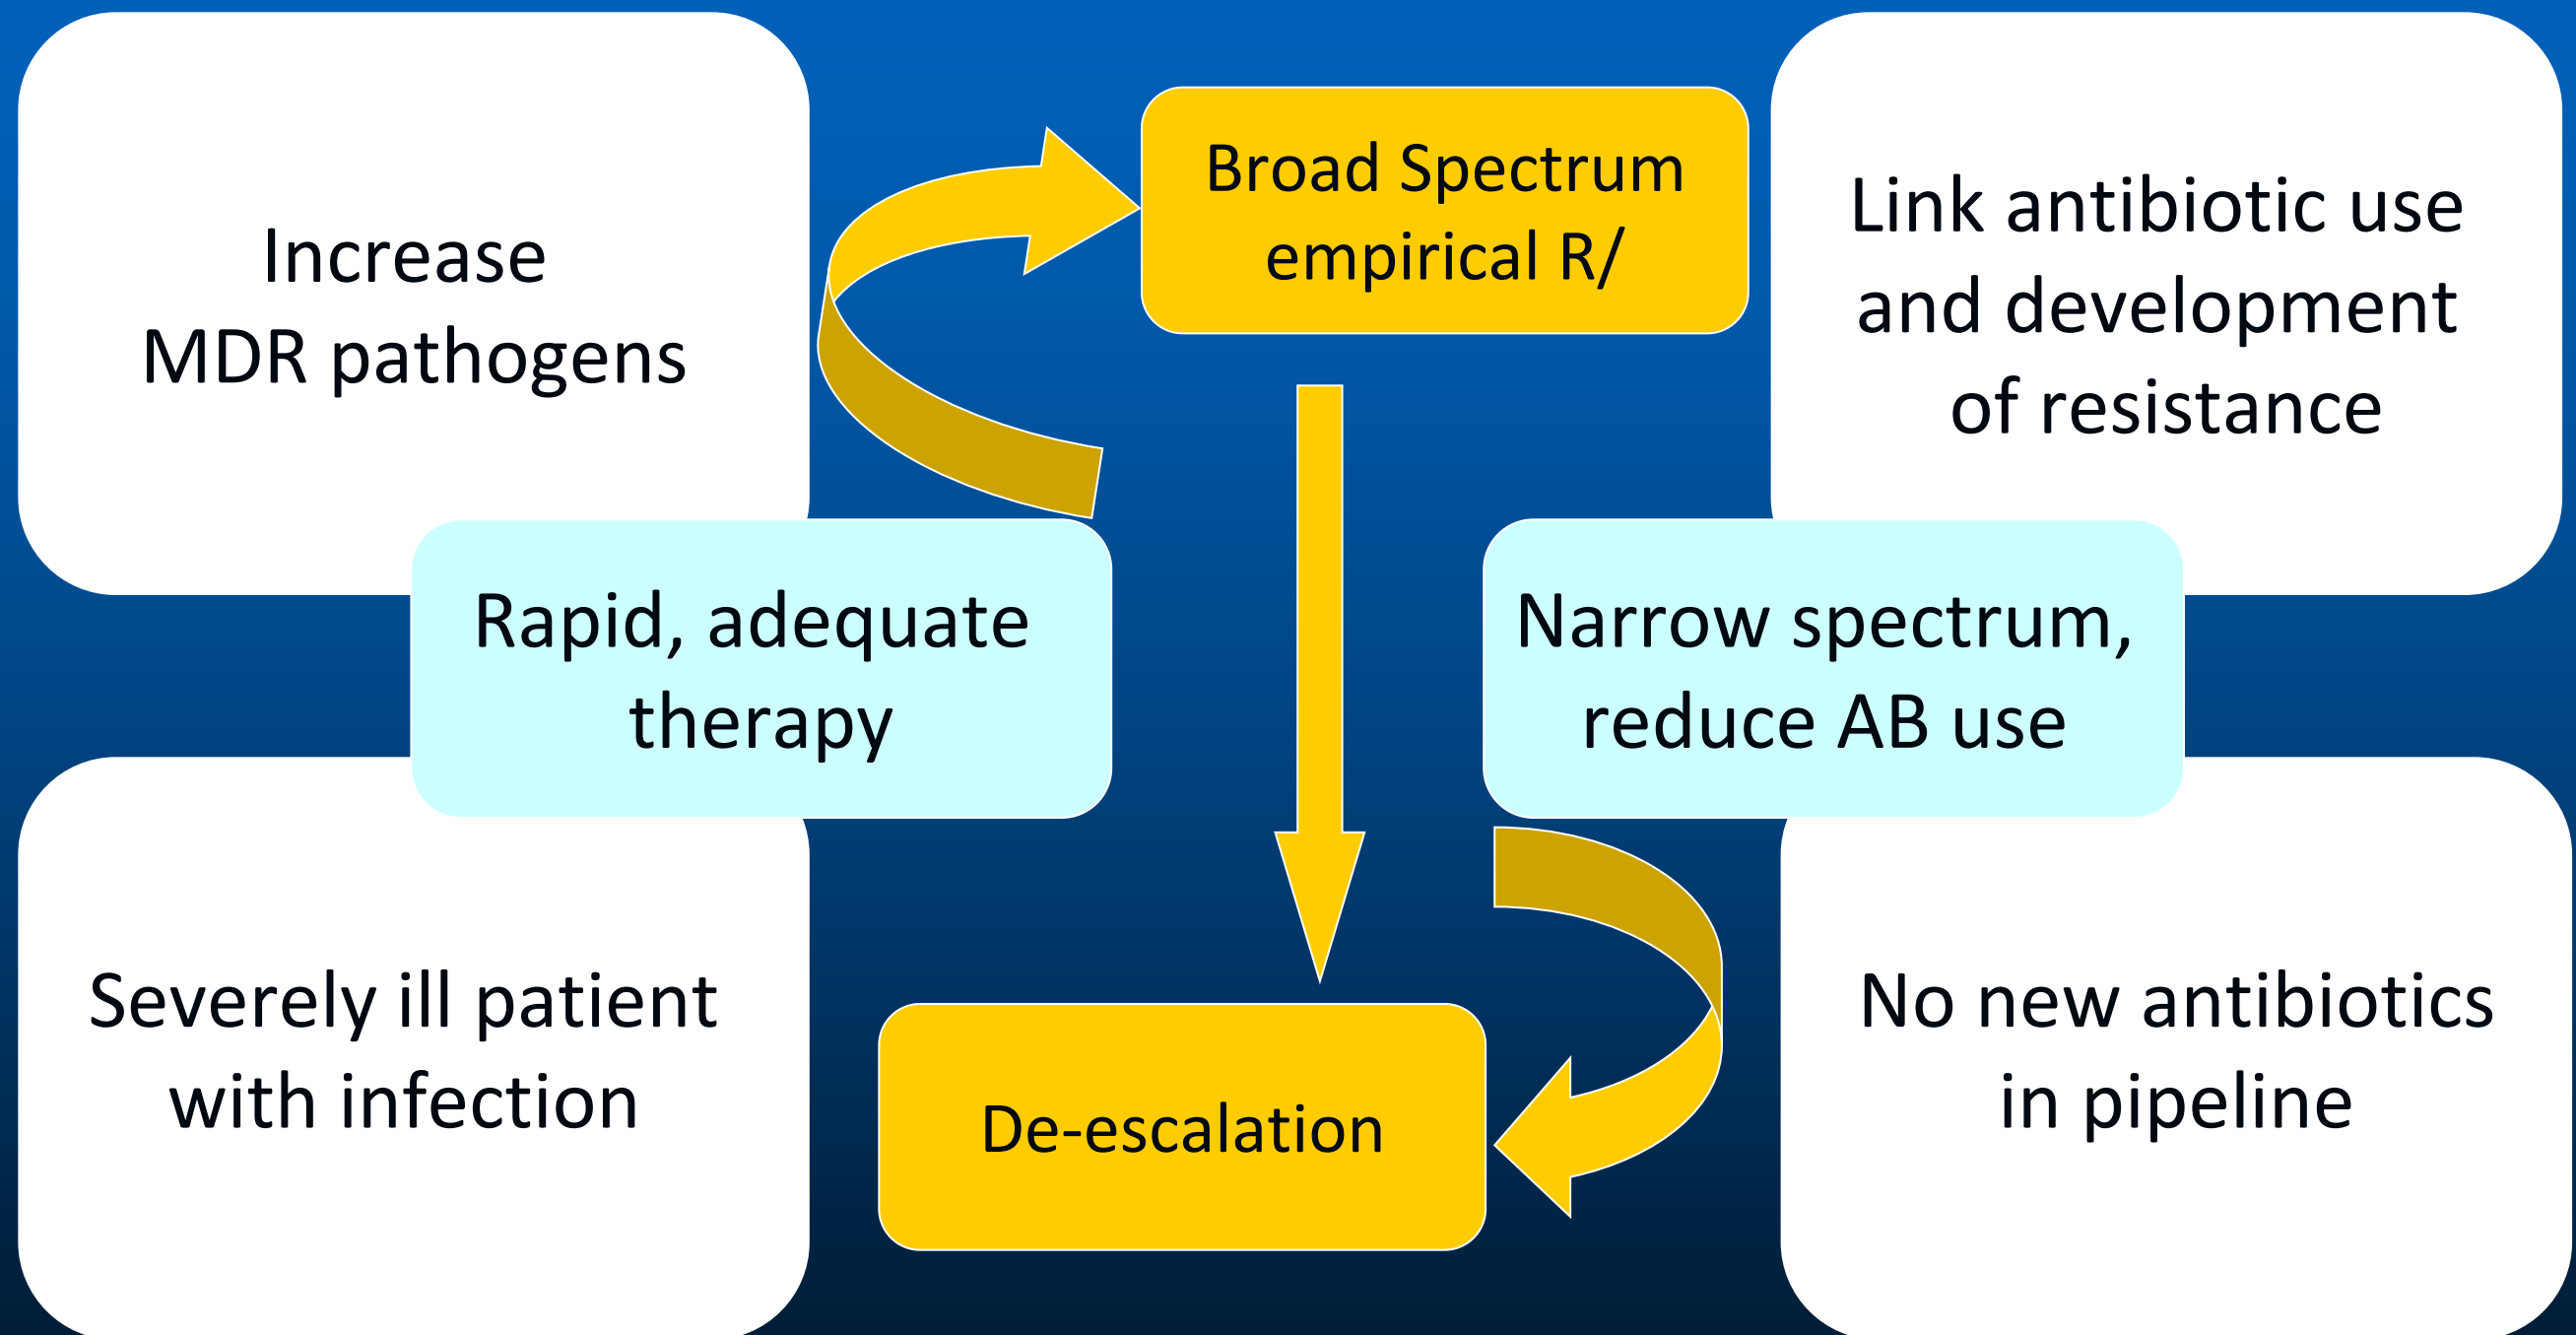 Increase
MDR pathogens
Broad Spectrum
empirical R/
Link antibiotic use
and development
of resistance
Rapid, adequate
therapy
Narrow spectrum,
reduce AB use
Severely ill patient
with infection
De-escalation
No new antibiotics
in pipeline